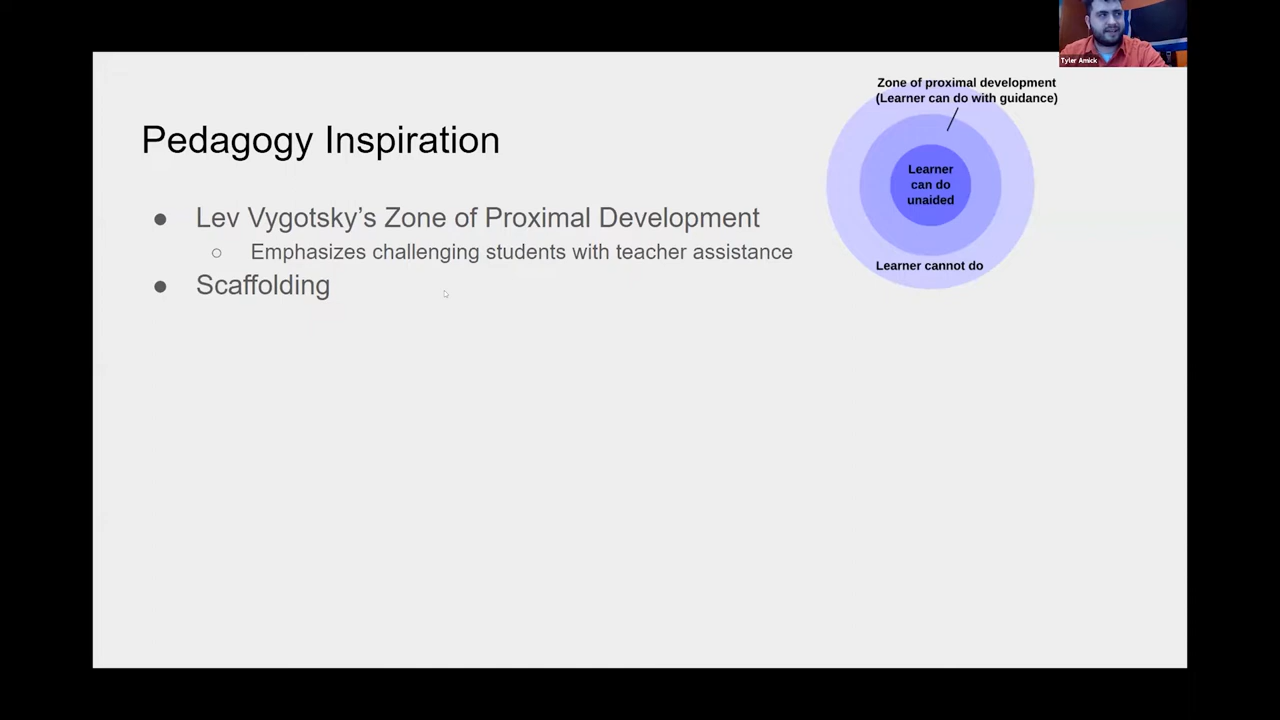 Tyler Amick
Zone of proximal development
(Learner can do with guidance)
Pedagogy Inspiration
Learner
can do
unaided
● Lev Vygotsky’s Zone of Proximal Development
○ Emphasizes challenging students with teacher assistance
Learner cannot do
● Scaffolding